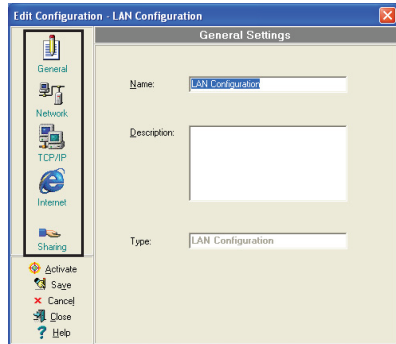 Edit Configuration - LAN Configuration
General Settings
General
Network
TCP/IP
Internet
Sharing
Activate
Save
Cancel
Close
Help
Name:
LAN Configuration
Description:
Type:
LAN Configuration